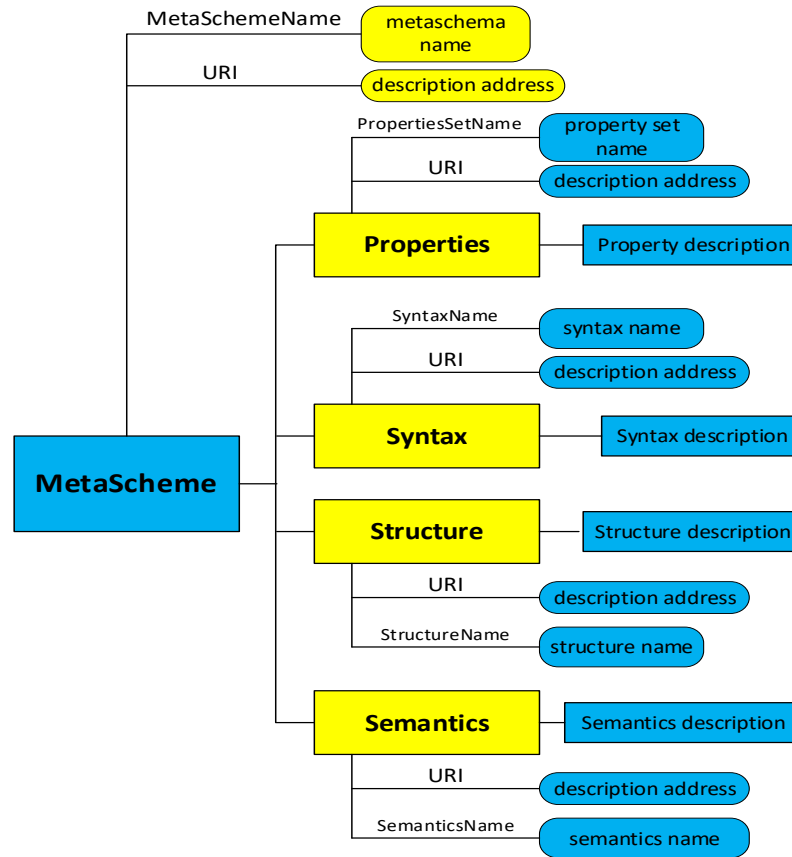 MetaSchemeName
metaschema
name
URI
description address
PropertiesSetName
property set
name
URI
description address
Properties
Property description
SyntaxName
syntax name
URI
description address
Syntax
Syntax description
MetaScheme
Structure
Structure description
URI
description address
StructureName
structure name
Semantics
Semantics description
URI
description address
SemanticsName
semantics name